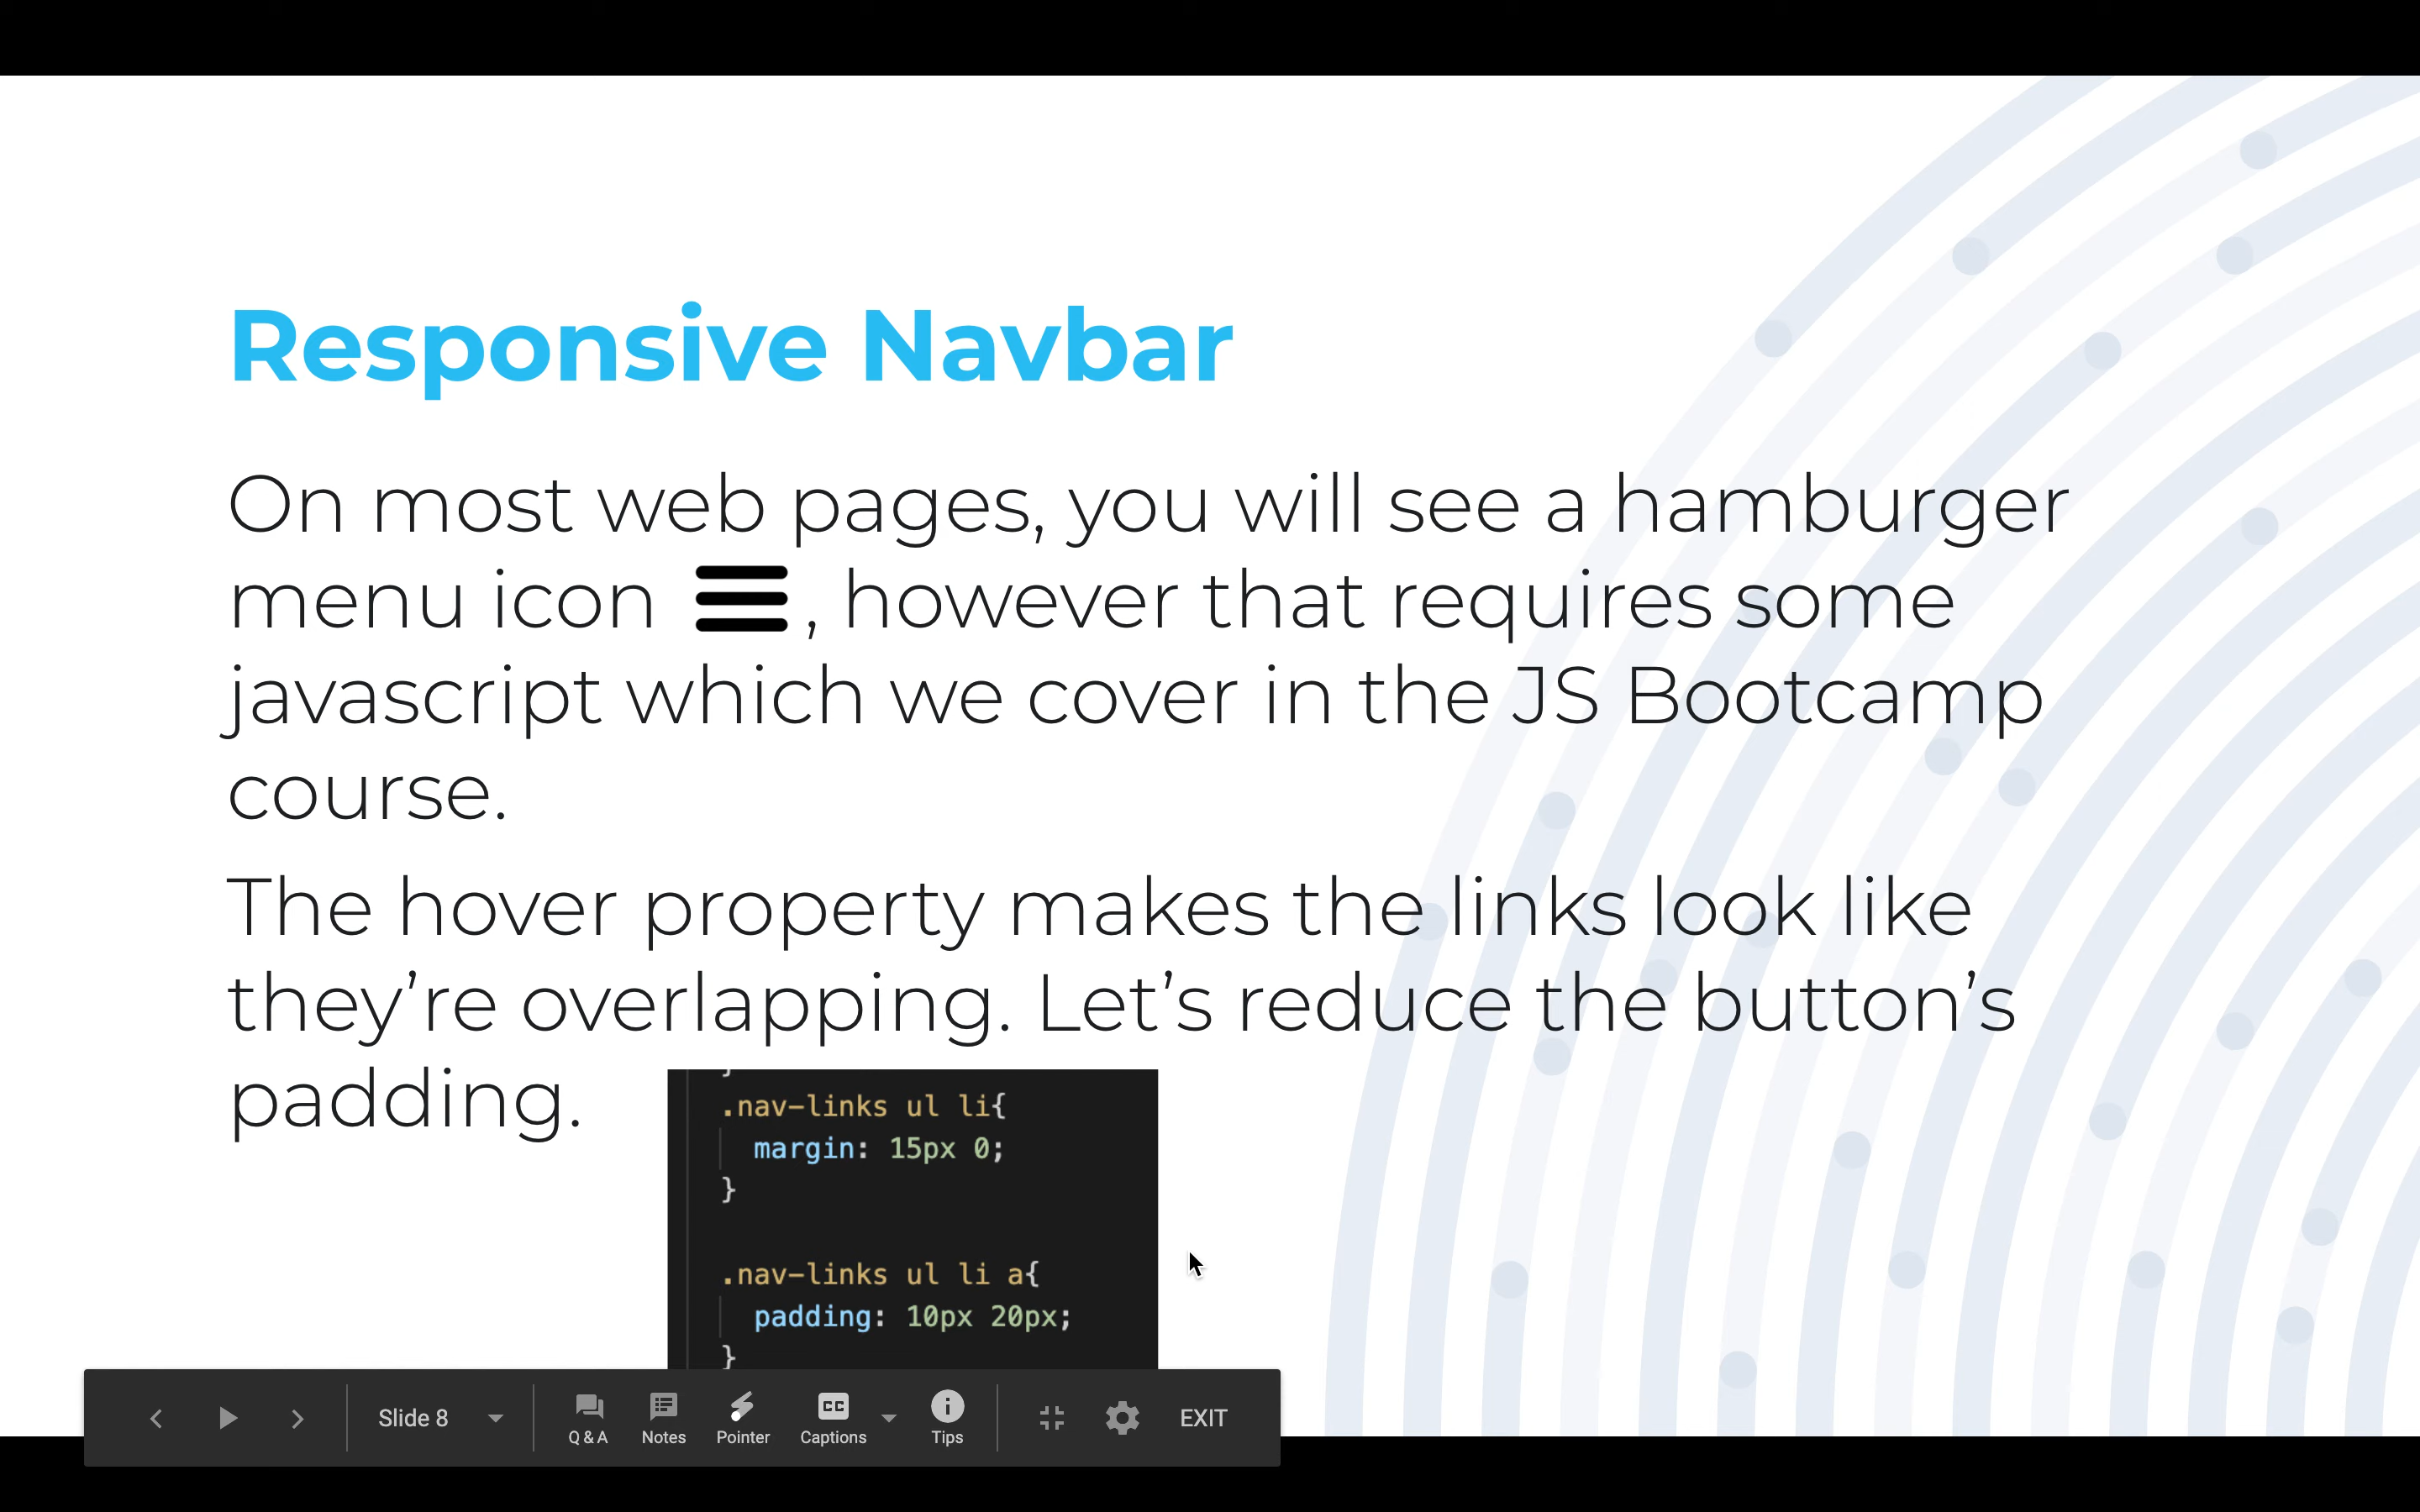 Responsive Navbar
On most web pages, you will see a hamburger
menu icon , however that requires some
javascript which we cover in the JS Bootcamp
course.
The hover property makes the links look like
they’re overlapping. Let’s reduce the button’s
padding.
}
.nav-links ul li{
margin: 15px 0;
}
.nav-links ul li a{
padding: 10px 20px;
}
Slide 8
Q & A
Notes
Pointer
CC
Captions
Tips
EXIT